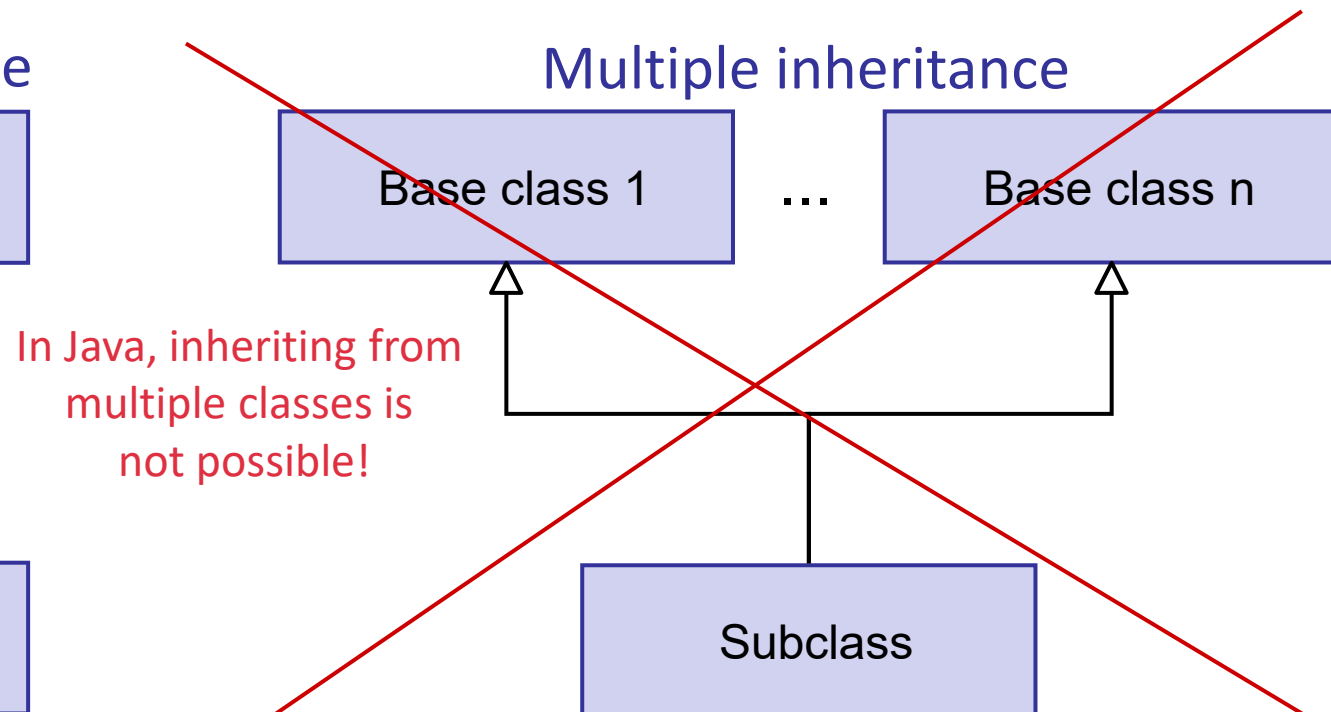 e
Multiple inheritance
Base class 1
...
Base class n
In Java, inheriting from
multiple classes is
not possible!
Subclass